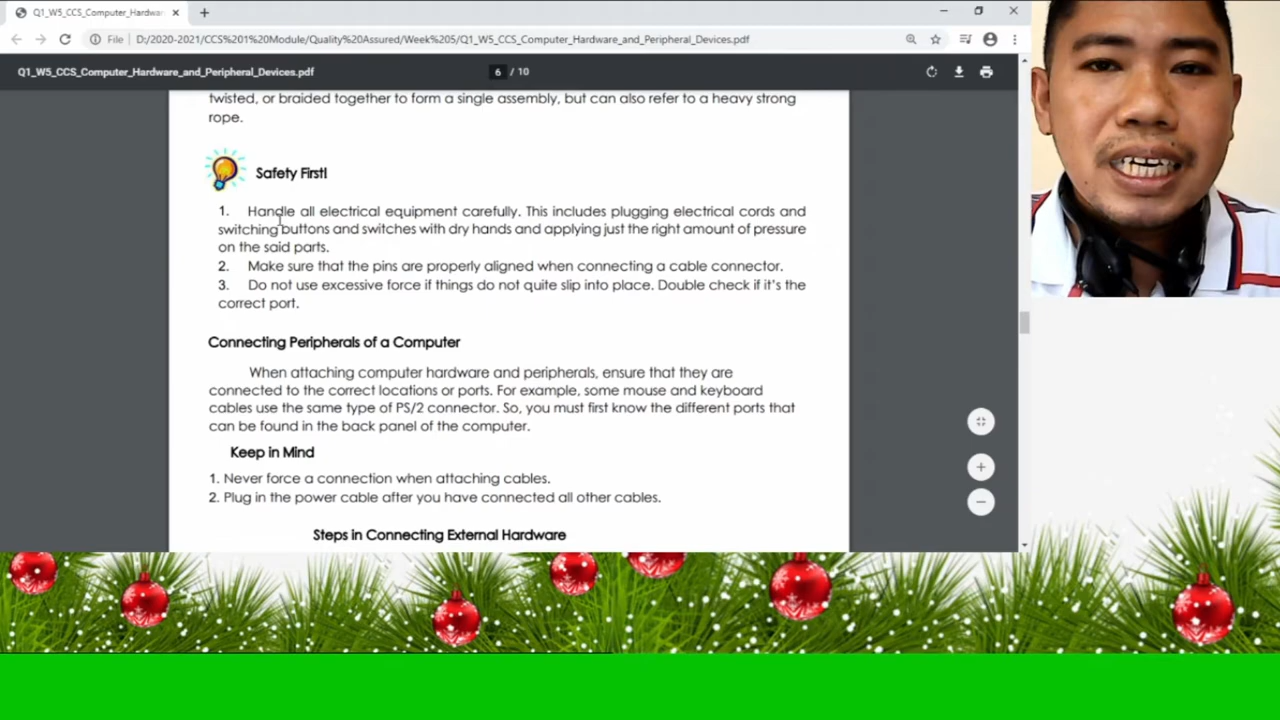 Q1_W5_CCS_Computer_Hardwar
File
D:/2020-2021/CCS%201%20Module/Quality%20Assured/Week%205/Q1_W5_CCS_Computer_Hardware_and_Peripheral_Devices.pdf
Q1_W5_CCS_Computer_Hardware_and_Peripheral_Devices.pdf
6 / 10
twisted, or braided together to form a single assembly, but can also refer to a heavy strong
rope.
Safety First!
1. Handle all electrical equipment carefully. This includes plugging electrical cords and
switching buttons and switches with dry hands and applying just the right amount of pressure
on the said parts.
2. Make sure that the pins are properly aligned when connecting a cable connector.
3. Do not use excessive force if things do not quite slip into place. Double check if it's the
correct port.
Connecting Peripherals of a Computer
When attaching computer hardware and peripherals, ensure that they are
connected to the correct locations or ports. For example, some mouse and keyboard
cables use the same type of PS/2 connector. So, you must first know the different ports that
can be found in the back panel of the computer.
Keep in Mind
1. Never force a connection when attaching cables.
2. Plug in the power cable after you have connected all other cables.
Steps in Connecting External Hardware